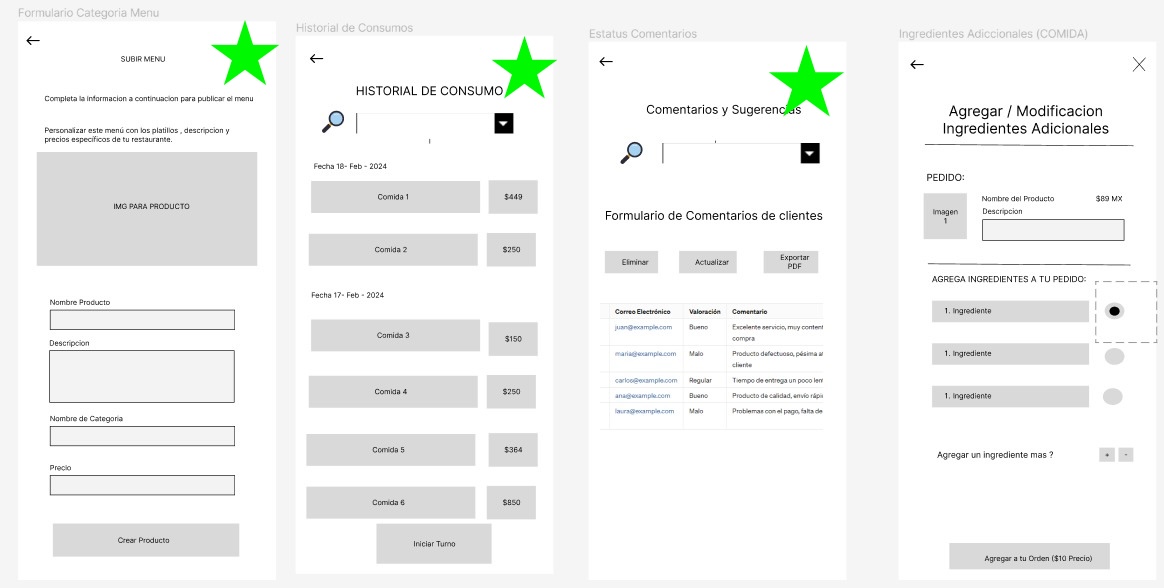 Formulario Categoria Menu
SUBIR MENU
Completa la informacion a continuacion para publicar el menu
Personalizar este menú con los platillos , descripcion y
precios específicos de tu restaurante.
IMG PARA PRODUCTO
Nombre Producto
Descripcion
Nombre de Categoria
Precio
Crear Producto
Historial de Consumos
HISTORIAL DE CONSUMO
Fecha 18- Feb - 2024
Comida 1 $449
Comida 2 $250
Fecha 17- Feb - 2024
Comida 3 $150
Comida 4 $250
Comida 5 $364
Comida 6 $850
Iniciar Turno
Estatus Comentarios
Comentarios y Sugerencias
Formulario de Comentarios de clientes
Eliminar Actualizar Exportar
PDF
Correo Electrónico Valoración Comentario
juan@example.com Bueno Excelente servicio, muy content
compra
maria@example.com Malo Producto defectuoso, pésima at
cliente
carlos@example.com Regular Tiempo de entrega un poco len
ana@example.com Bueno Producto de calidad, envío rápi
laura@example.com Malo Problemas con el pago, falta de
Ingredientes Adiccionales (COMIDA)
Agregar / Modificacion
Ingredientes Adicionales
PEDIDO:
Imagen
1
Nombre del Producto $89 MX
Descripcion
AGREGA INGREDIENTES A TU PEDIDO:
1. Ingrediente
1. Ingrediente
1. Ingrediente
Agregar un ingrediente mas ? + -
Agregar a tu Orden ($10 Precio)